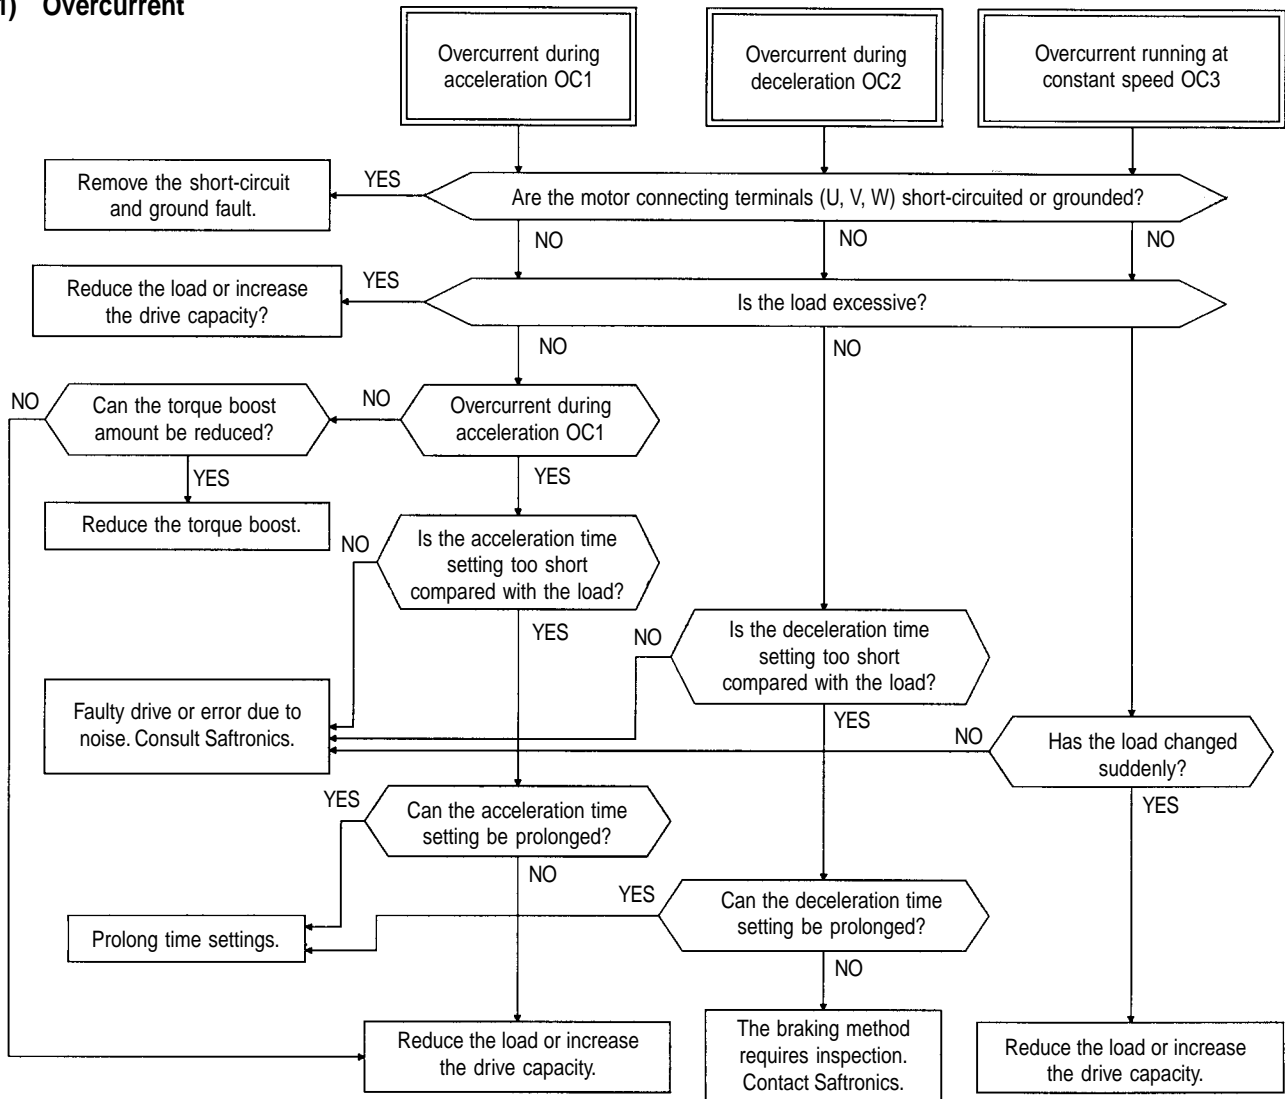 1) Overcurrent
Overcurrent during
acceleration OC1
Overcurrent during
deceleration OC2
Overcurrent running at
constant speed OC3
Remove the short-circuit
and ground fault.
YES
Are the motor connecting terminals (U, V, W) short-circuited or grounded?
NO
NO
NO
Reduce the load or increase
the drive capacity?
YES
Is the load excessive?
NO
NO
NO
Can the torque boost
amount be reduced?
NO
Overcurrent during
acceleration OC1
YES
YES
Reduce the torque boost.
NO
Is the acceleration time
setting too short
compared with the load?
YES
NO
Is the deceleration time
setting too short
compared with the load?
YES
Faulty drive or error due to
noise. Consult Saftronics.
NO
Has the load changed
suddenly?
YES
YES
Can the acceleration time
setting be prolonged?
NO
YES
Can the deceleration time
setting be prolonged?
NO
Prolong time settings.
Reduce the load or increase
the drive capacity.
The braking method
requires inspection.
Contact Saftronics.
Reduce the load or increase
the drive capacity.